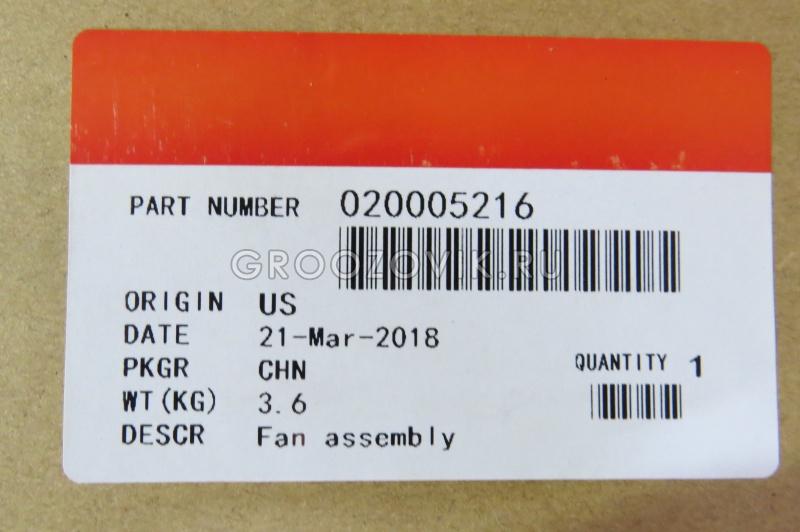 PART NUMBER 020005216
GROOZOVIK.RU
ORIGIN US
DATE 21-Mar-2018
PKGR CHN
QUANTITY 1
WT(KG) 3.6
DESCR Fan assembly